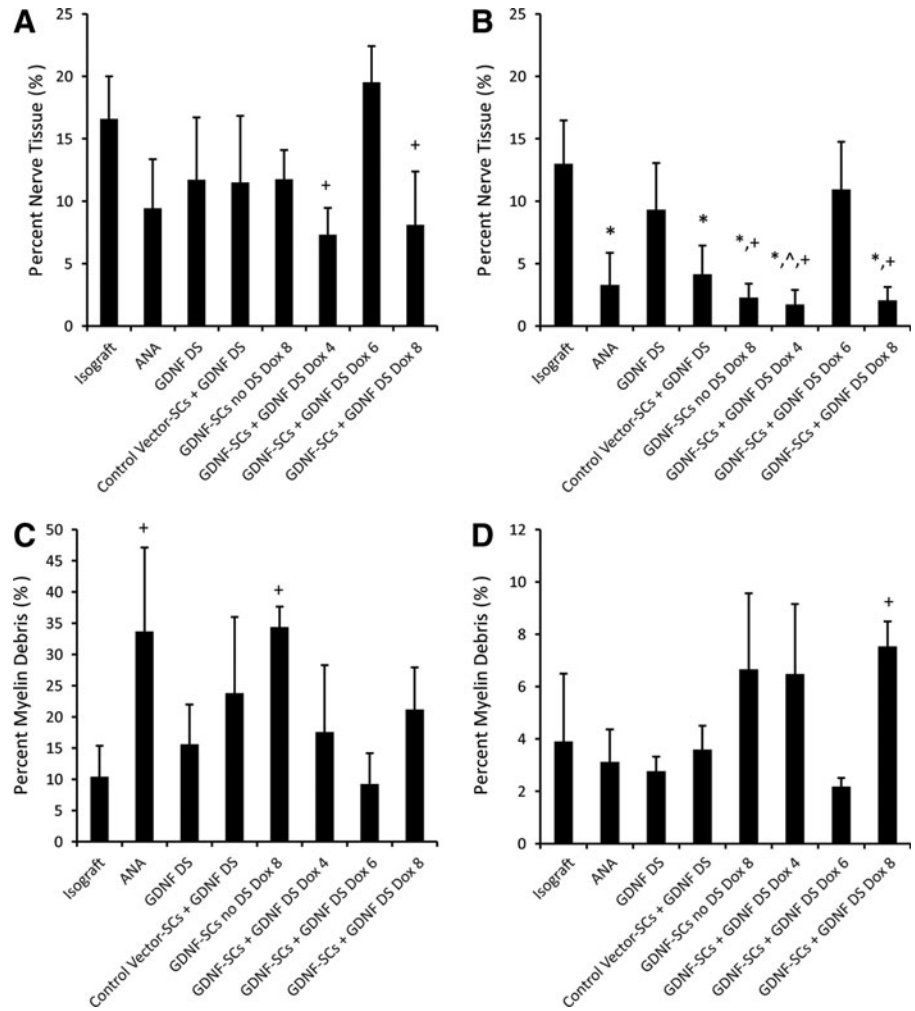 A
Percent Nerve Tissue (%)
25
20
15
10
5
0
+
+
Isograft
ANA
GDNF DS
Control Vector-SCs + GDNF DS
GDNF-SCs no DS Dox 8
GDNF-SCs + GDNF DS Dox 4
GDNF-SCs + GDNF DS Dox 6
GDNF-SCs + GDNF DS Dox 8
B
Percent Nerve Tissue (%)
25
20
15
10
5
0
*
*
*,+
*,^,+
*,+
Isograft
ANA
GDNF DS
Control Vector-SCs + GDNF DS
GDNF-SCs no DS Dox 8
GDNF-SCs + GDNF DS Dox 4
GDNF-SCs + GDNF DS Dox 6
GDNF-SCs + GDNF DS Dox 8
C
Percent Myelin Debris (%)
50
45
40
35
30
25
20
15
10
5
0
+
+
Isograft
ANA
GDNF DS
Control Vector-SCs + GDNF DS
GDNF-SCs no DS Dox 8
GDNF-SCs + GDNF DS Dox 4
GDNF-SCs + GDNF DS Dox 6
GDNF-SCs + GDNF DS Dox 8
D
Percent Myelin Debris (%)
12
10
8
6
4
2
0
+
Isograft
ANA
GDNF DS
Control Vector-SCs + GDNF DS
GDNF-SCs no DS Dox 8
GDNF-SCs + GDNF DS Dox 4
GDNF-SCs + GDNF DS Dox 6
GDNF-SCs + GDNF DS Dox 8